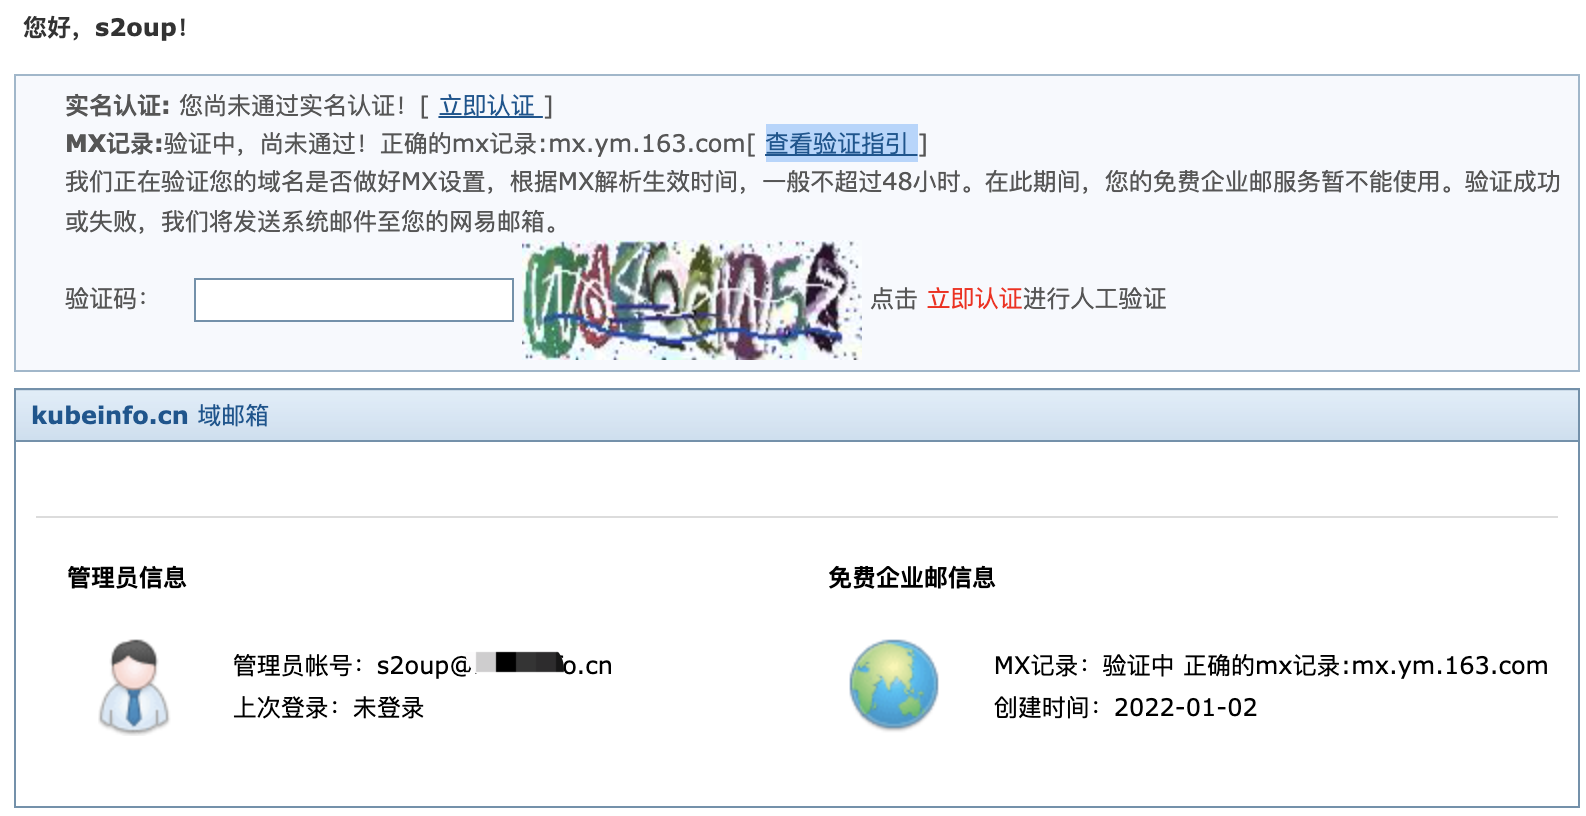 您好，s2oup！
实名认证: 您尚未通过实名认证！[ 立即认证 ]
MX记录:验证中，尚未通过！正确的mx记录:mx.ym.163.com[ 查看验证指引 ]
我们正在验证您的域名是否做好MX设置，根据MX解析生效时间，一般不超过48小时。在此期间，您的免费企业邮服务暂不能使用。验证成功
或失败，我们将发送系统邮件至您的网易邮箱。
验证码： 点击 立即认证进行人工验证
kubeinfo.cn 域邮箱
管理员信息
免费企业邮信息
管理员帐号：s2oup@ o.cn
上次登录：未登录
MX记录：验证中 正确的mx记录:mx.ym.163.com
创建时间：2022-01-02